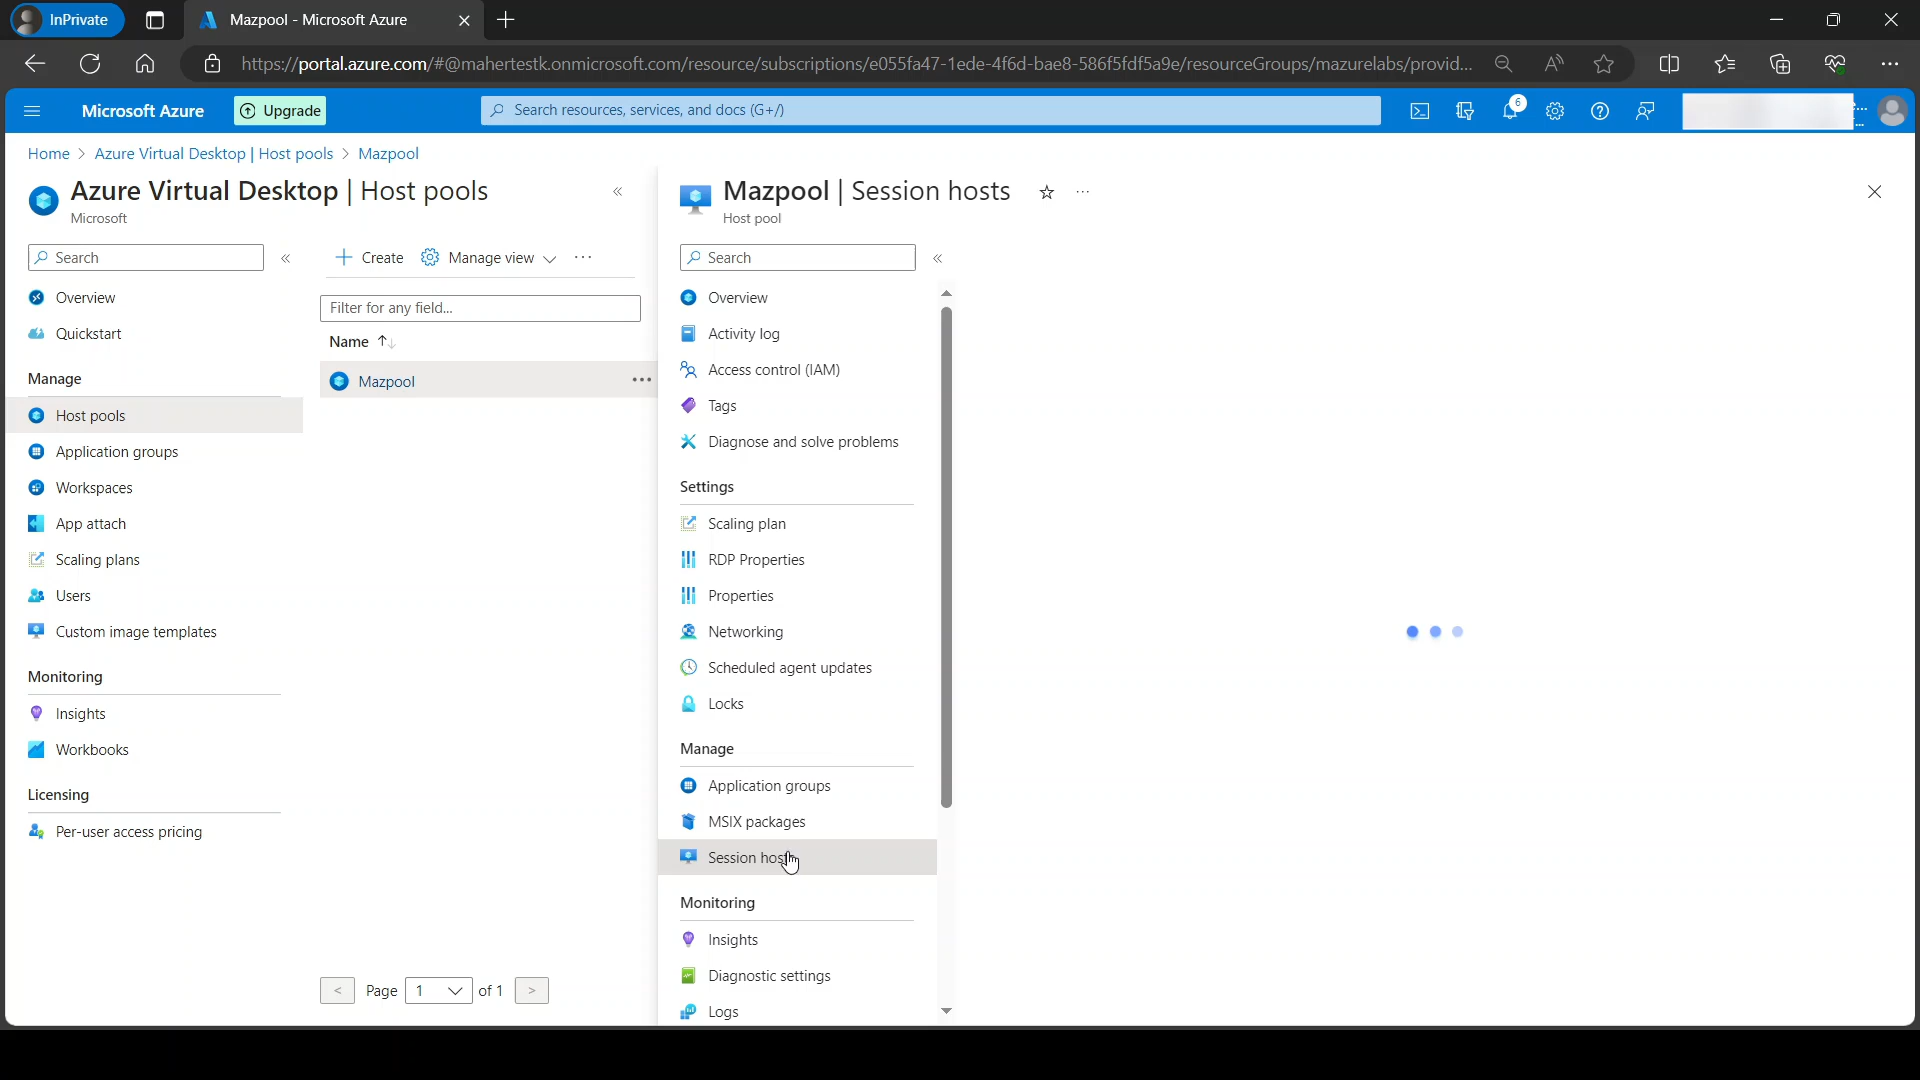 InPrivate
Mazpool - Microsoft Azure
https://portal.azure.com/#@mahertestk.onmicrosoft.com/resource/subscriptions/e055fa47-1ede-4f6d-bae8-586f5fdf5a9e/resourceGroups/mazurelabs/provid...
Microsoft Azure
Upgrade
Search resources, services, and docs (G+/)
6
Home > Azure Virtual Desktop | Host pools > Mazpool
Azure Virtual Desktop | Host pools
Microsoft
Search
Overview
Quickstart
Manage
Host pools
Application groups
Workspaces
App attach
Scaling plans
Users
Custom image templates
Monitoring
Insights
Workbooks
Licensing
Per-user access pricing
Create
Manage view
Filter for any field...
Name
Mazpool
< Page 1 of 1 >
Mazpool | Session hosts
Host pool
Search
Overview
Activity log
Access control (IAM)
Tags
Diagnose and solve problems
Settings
Scaling plan
RDP Properties
Properties
Networking
Scheduled agent updates
Locks
Manage
Application groups
MSIX packages
Session hosts
Monitoring
Insights
Diagnostic settings
Logs